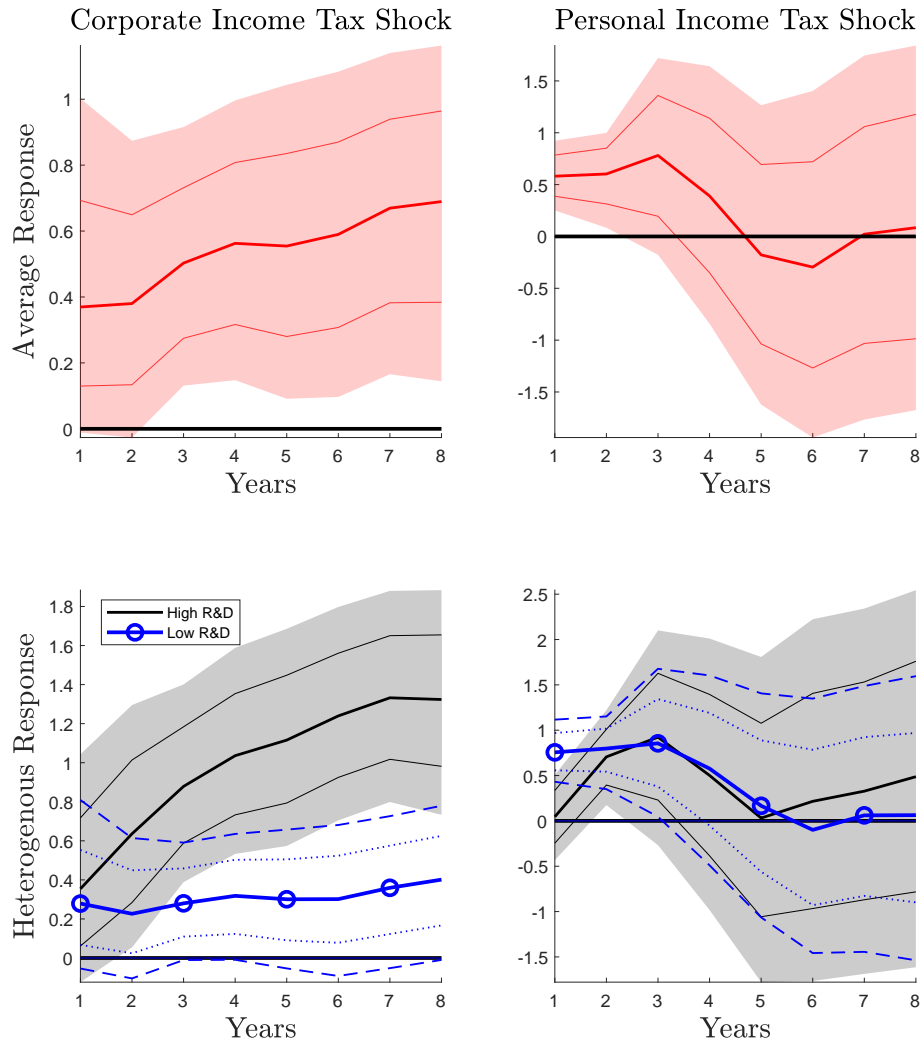 Corporate Income Tax Shock
Personal Income Tax Shock
Average Response
1
0.8
0.6
0.4
0.2
0
1 2 3 4 5 6 7 8
Years
1.5
1
0.5
0
-0.5
-1
-1.5
1 2 3 4 5 6 7 8
Years
Heterogenous Response
1.8
1.6
1.4
1.2
1
0.8
0.6
0.4
0.2
0
High R&D
Low R&D
1 2 3 4 5 6 7 8
Years
2.5
2
1.5
1
0.5
0
-0.5
-1
-1.5
1 2 3 4 5 6 7 8
Years